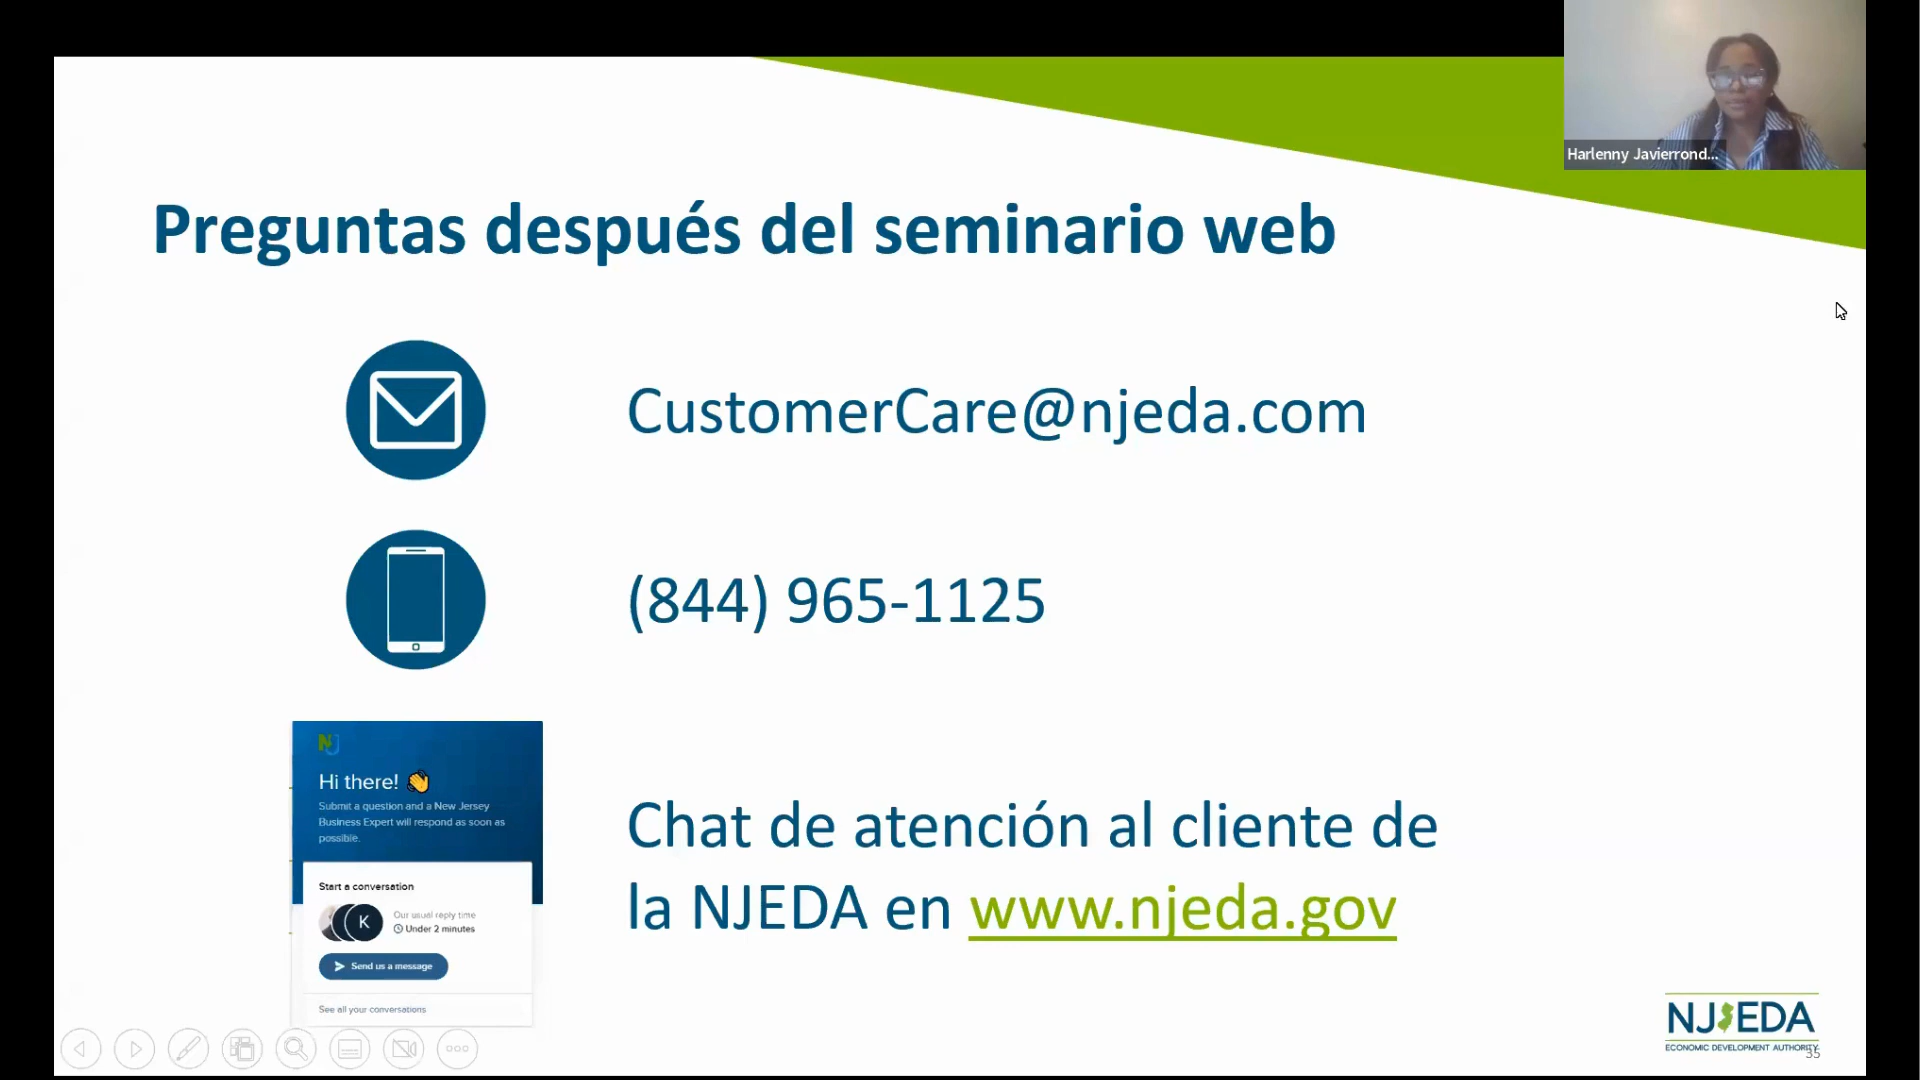 Harlenny Javierrond...
Preguntas después del seminario web
CustomerCare@njeda.com
(844) 965-1125
NJ
Hi there! 👋
Submit a question and a New Jersey
Business Expert will respond as soon as
possible.
Start a conversation
K
Our usual reply time
Under 2 minutes
Send us a message
See all your conversations
Chat de atención al cliente de
la NJEDA en www.njeda.gov
NJEDA
ECONOMIC DEVELOPMENT AUTHORITY
35